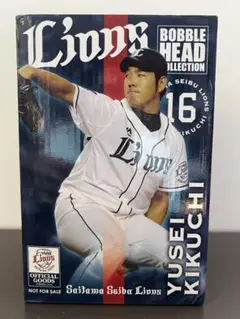 Lions
BOBBLE
HEAD
COLLECTION
SEIBU LIONS
16
KIKUCHI
Lions
YUSEI
KIKUCHI
Lions
OFFICIAL
GOODS
NOT FOR SALE
Saitama Seibu Lions